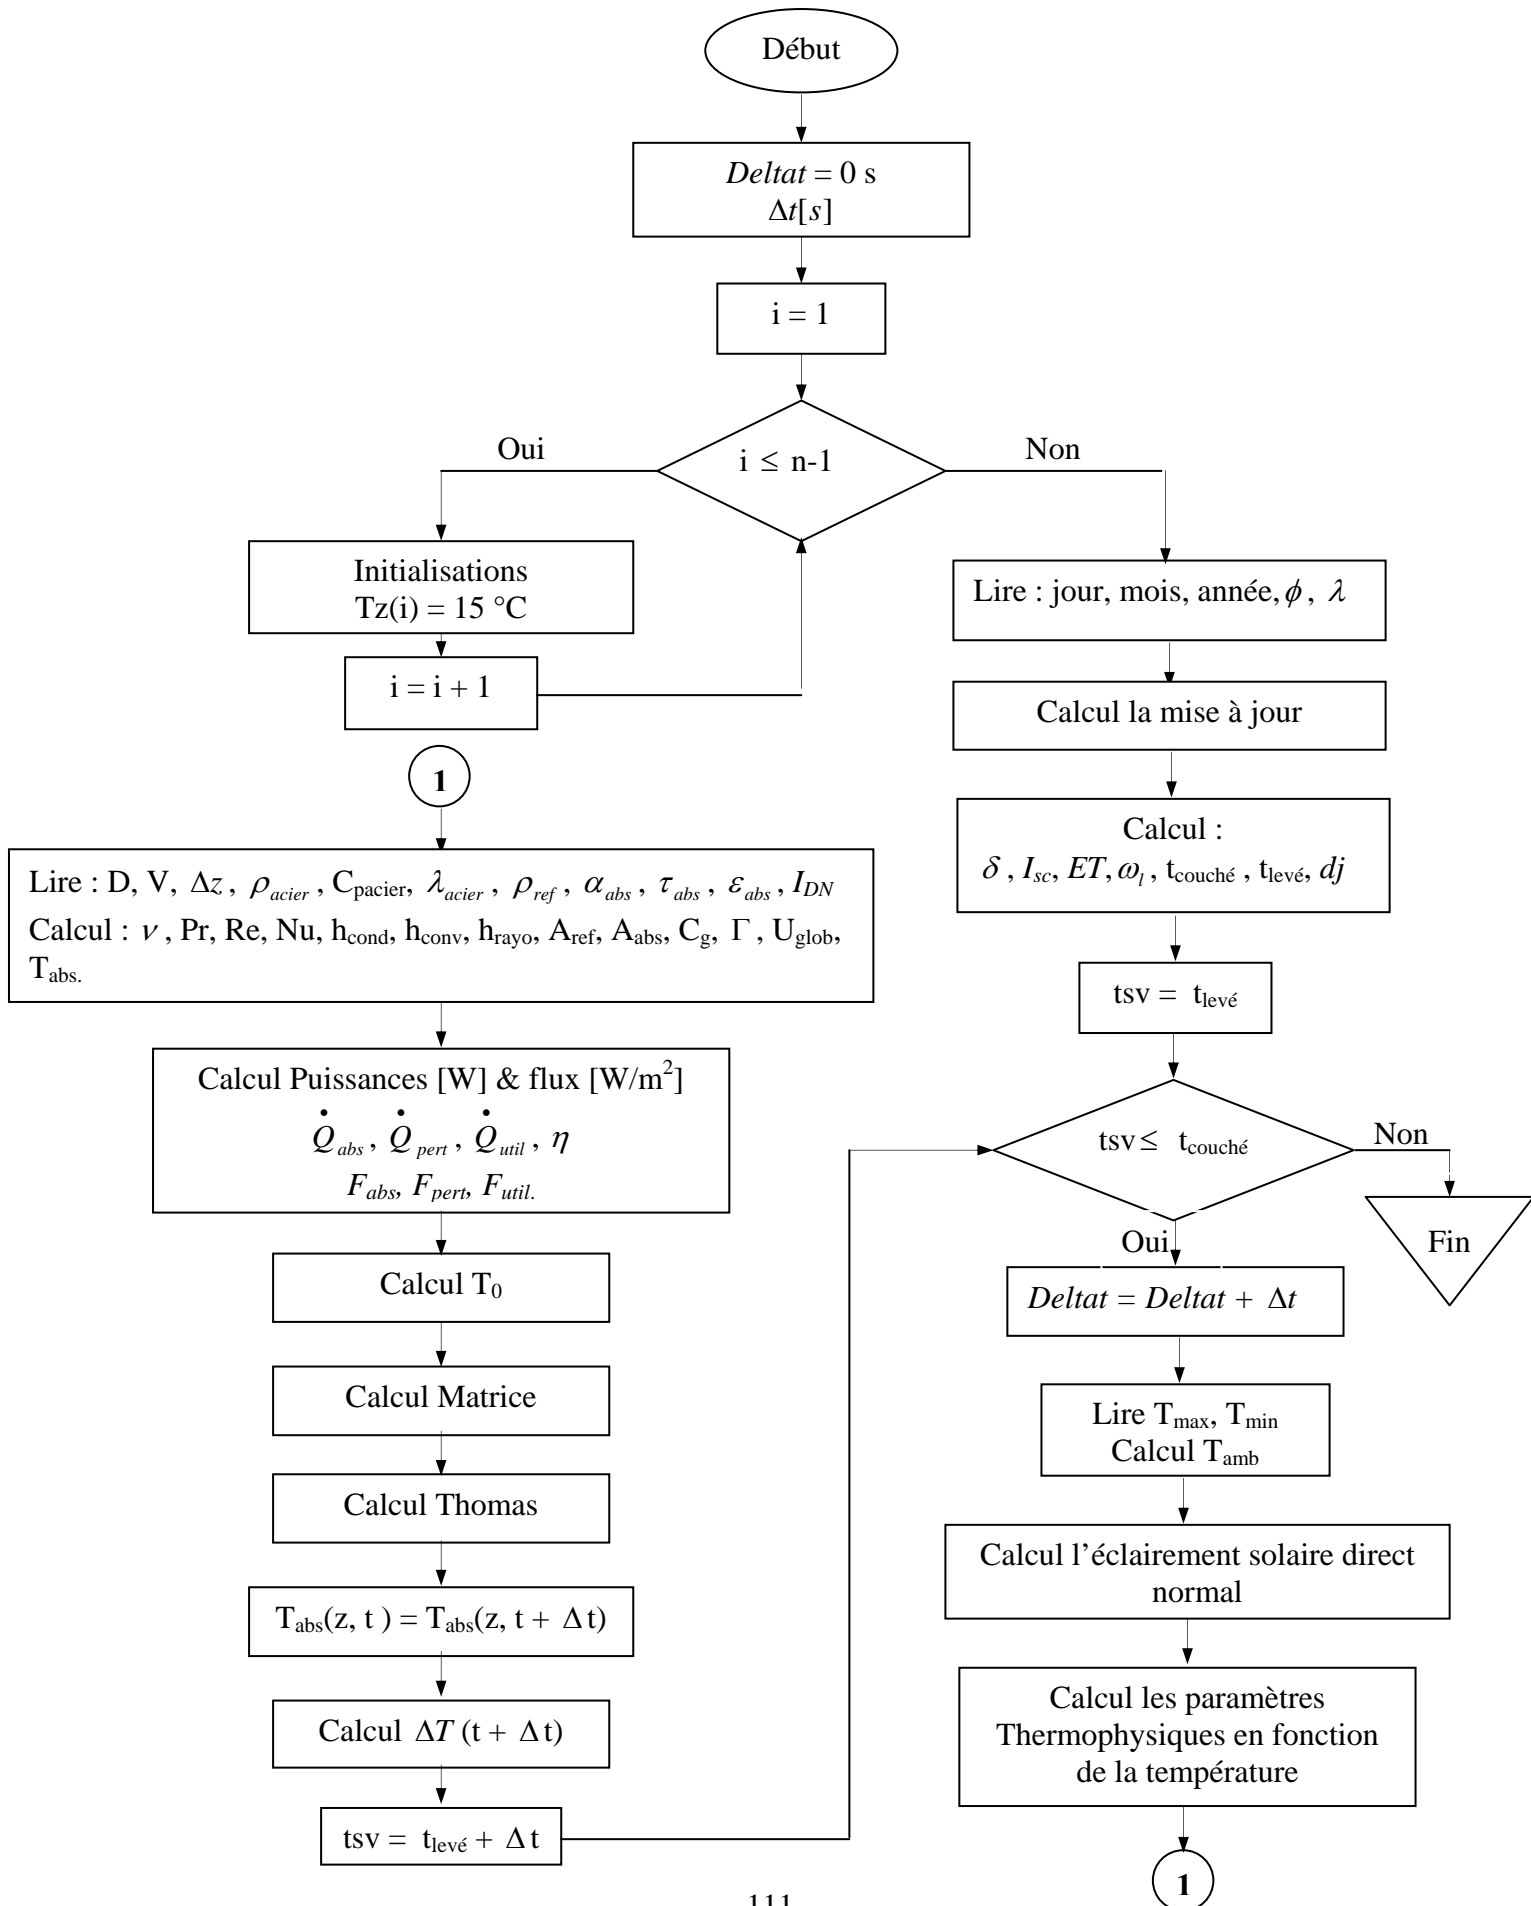 Début
Deltat = 0 s
Δt[s]
i = 1
i ≤ n-1
Oui
Non
Initialisations
Tz(i) = 15 °C
i = i + 1
Lire : jour, mois, année, ϕ , λ
Calcul la mise à jour
Calcul :
δ , Isc, ET, ωl , tcouché , tlevé, dj
tsv = tlevé
tsv ≤ tcouché
Non
Fin
Oui
Deltat = Deltat + Δt
Lire Tmax, Tmin
Calcul Tamb
Calcul l’éclairement solaire direct
normal
Calcul les paramètres
Thermophysiques en fonction
de la température
1
1
Lire : D, V, Δz , ρacier , Cpacier, λacier , ρref , αabs , τabs , εabs , IDN
Calcul : ν , Pr, Re, Nu, hcond, hconv, hrayo, Aref, Aabs, Cg, Γ , Uglob,
Tabs.
Calcul Puissances [W] & flux [W/m²]
Q̇abs , Q̇pert , Q̇util , η
Fabs, Fpert, Futil.
Calcul T0
Calcul Matrice
Calcul Thomas
Tabs(z, t ) = Tabs(z, t + Δt)
Calcul ΔT (t + Δt)
tsv = tlevé + Δt
111